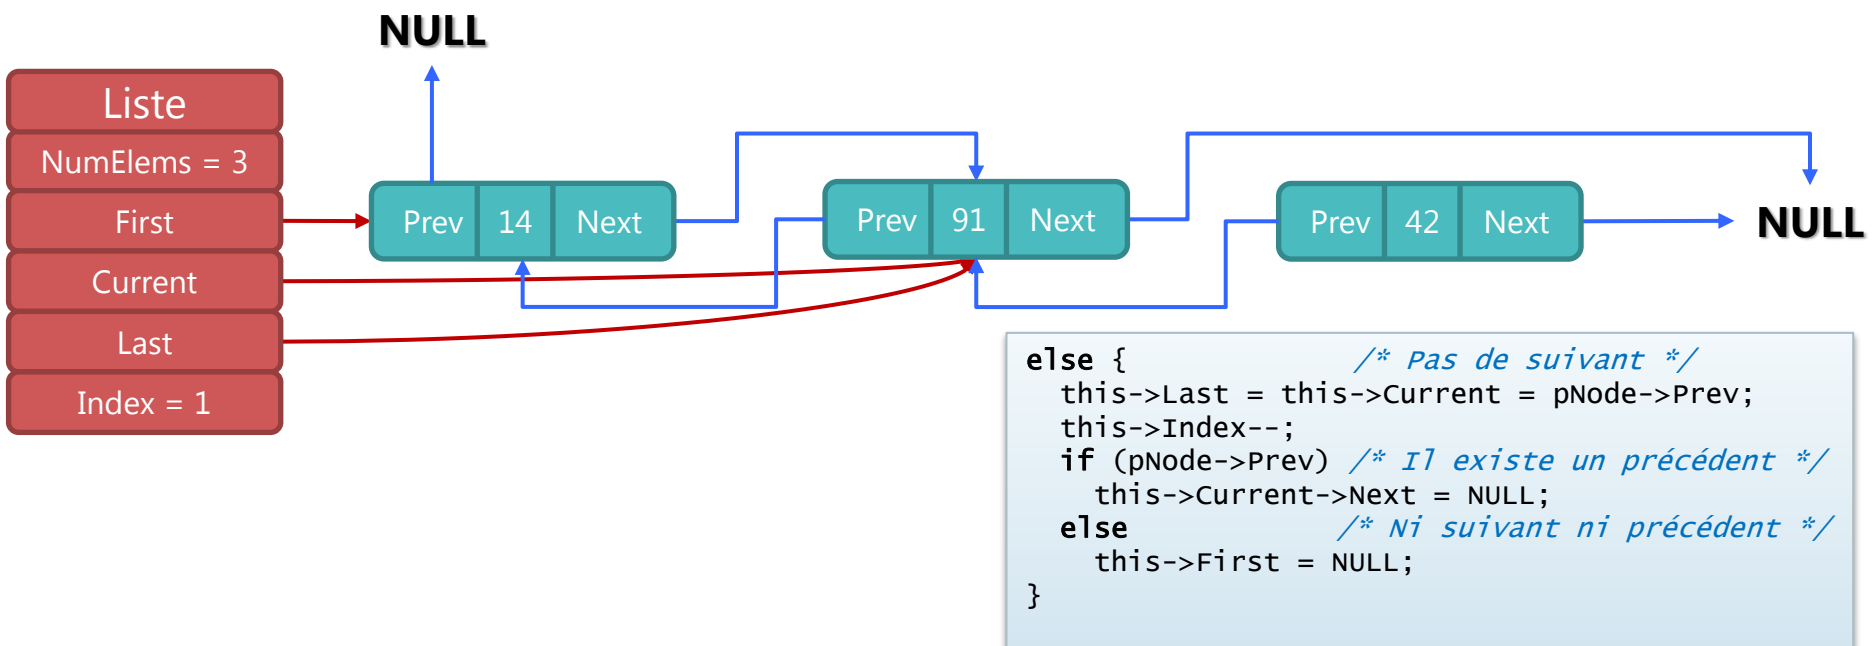 NULL
Liste
NumElems = 3
First
Current
Last
Index = 1
Prev 14 Next
Prev 91 Next
Prev 42 Next
NULL
else { /* Pas de suivant */
this->Last = this->Current = pNode->Prev;
this->Index--;
if (pNode->Prev) /* Il existe un précédent */
this->Current->Next = NULL;
else /* Ni suivant ni précédent */
this->First = NULL;
}